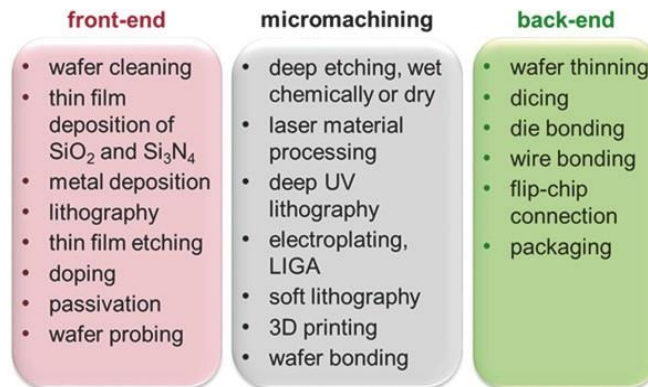 front-end
• wafer cleaning
• thin film
deposition of
SiO₂ and Si₃N₄
• metal deposition
• lithography
• thin film etching
• doping
• passivation
• wafer probing
micromachining
• deep etching, wet
chemically or dry
• laser material
processing
• deep UV
lithography
• electroplating,
LIGA
• soft lithography
• 3D printing
• wafer bonding
back-end
• wafer thinning
• dicing
• die bonding
• wire bonding
• flip-chip
connection
• packaging